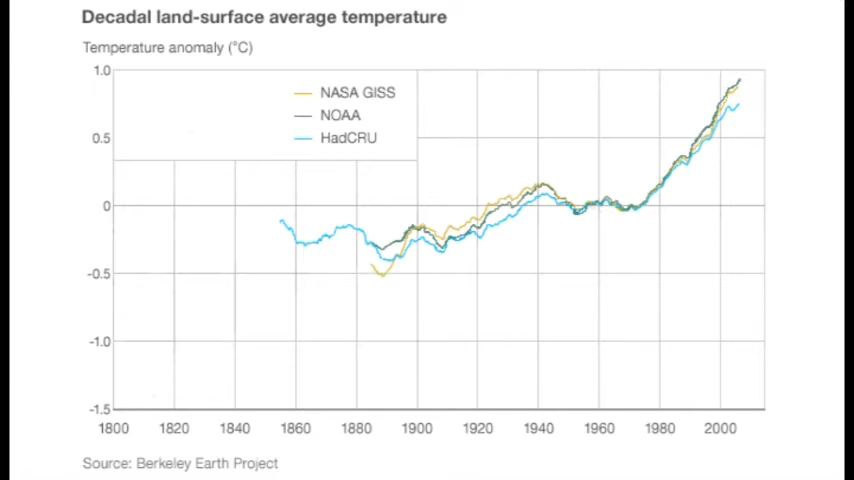 Decadal land-surface average temperature
Temperature anomaly (°C)
1.0
NASA GISS
NOAA
0.5
HadCRU
0
-0.5
-1.0
-1.5
1800 1820 1840 1860 1880 1900 1920 1940 1960 1980 2000
Source: Berkeley Earth Project